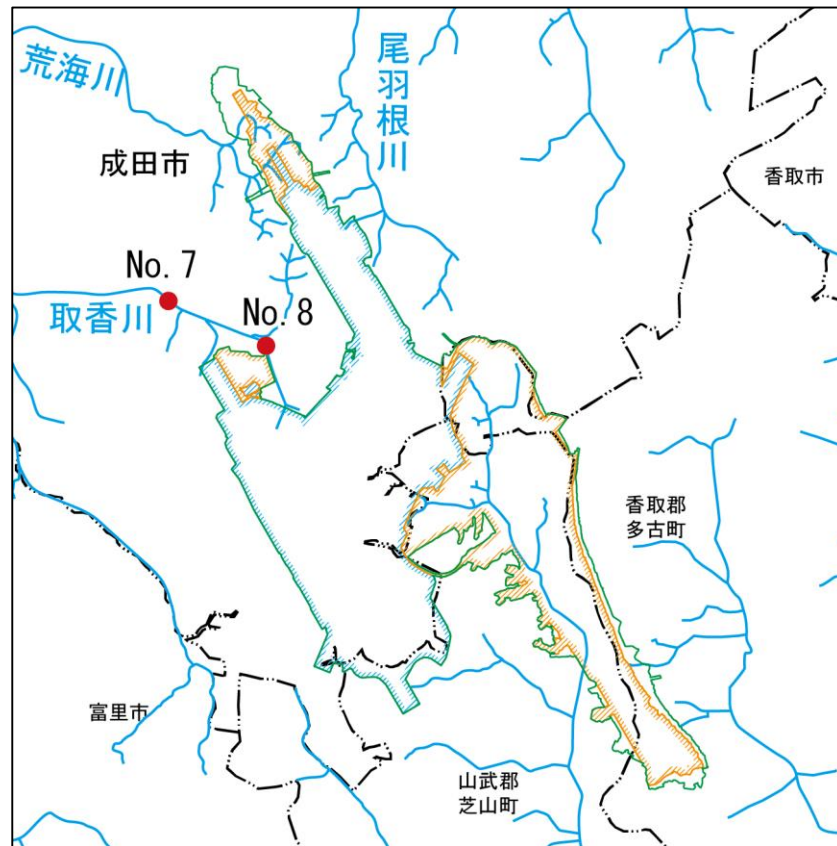 荒海川
尾羽根川
成田市
香取市
No. 7
取香川
No. 8
香取郡
多古町
富里市
山武郡
芝山町